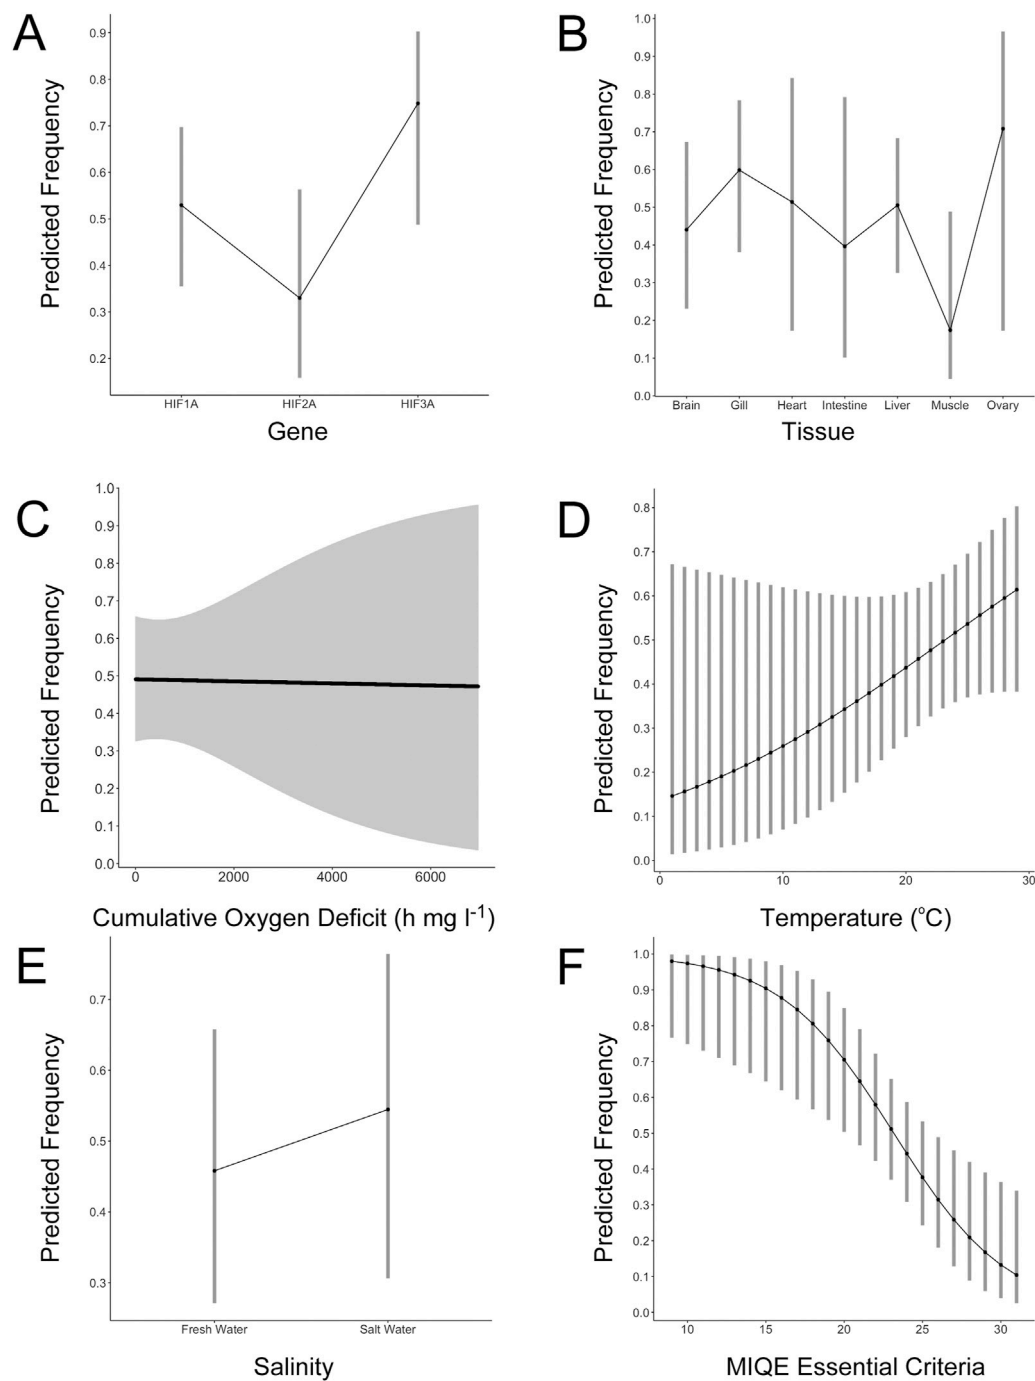 A
Predicted Frequency
0.9
0.8
0.7
0.6
0.5
0.4
0.3
0.2
HIF1A HIF2A HIF3A
Gene
B
Predicted Frequency
1.0
0.9
0.8
0.7
0.6
0.5
0.4
0.3
0.2
0.1
0.0
Brain Gill Heart Intestine Liver Muscle Ovary
Tissue
C
Predicted Frequency
1.0
0.9
0.8
0.7
0.6
0.5
0.4
0.3
0.2
0.1
0.0
0 2000 4000 6000
Cumulative Oxygen Deficit (h mg l⁻¹)
D
Predicted Frequency
0.8
0.7
0.6
0.5
0.4
0.3
0.2
0.1
0.0
0 10 20 30
Temperature (°C)
E
Predicted Frequency
0.7
0.6
0.5
0.4
0.3
Fresh Water Salt Water
Salinity
F
Predicted Frequency
1.0
0.9
0.8
0.7
0.6
0.5
0.4
0.3
0.2
0.1
0.0
10 15 20 25 30
MIQE Essential Criteria